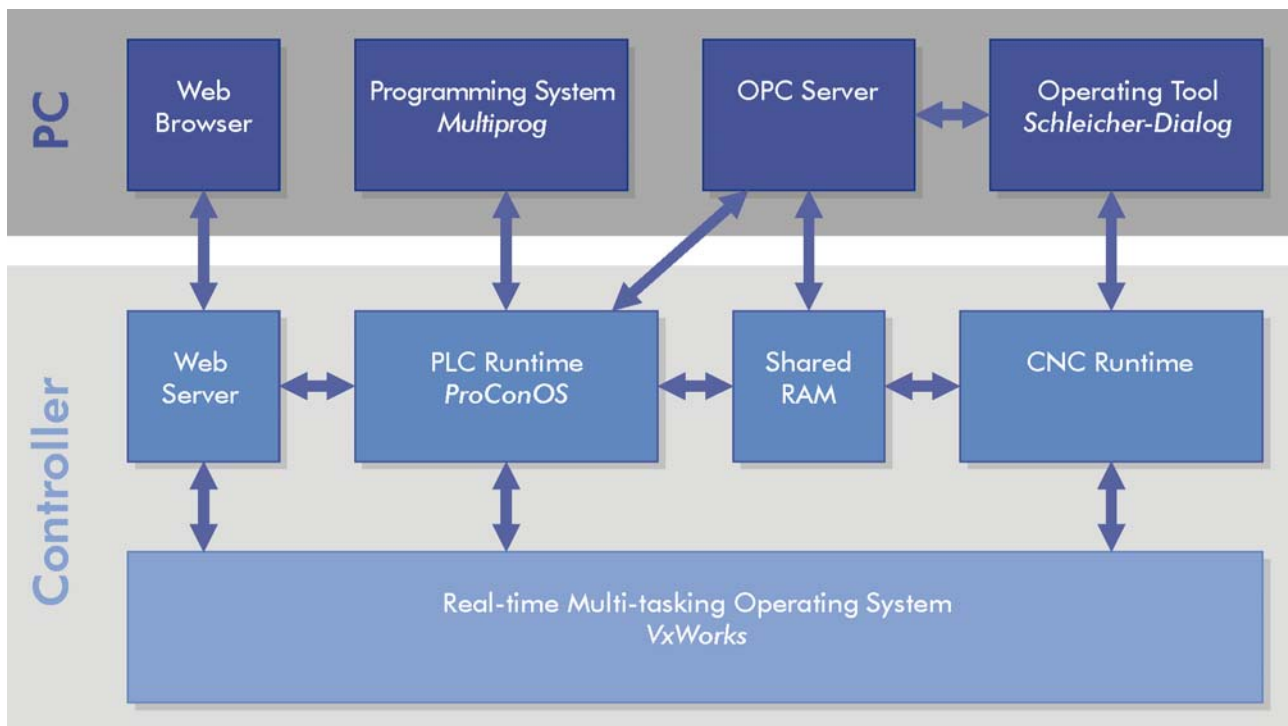 PC
Web
Browser
Programming System
Multiprog
OPC Server
Operating Tool
Schleicher-Dialog
Controller
Web
Server
PLC Runtime
ProConOS
Shared
RAM
CNC Runtime
Real-time Multi-tasking Operating System
VxWorks